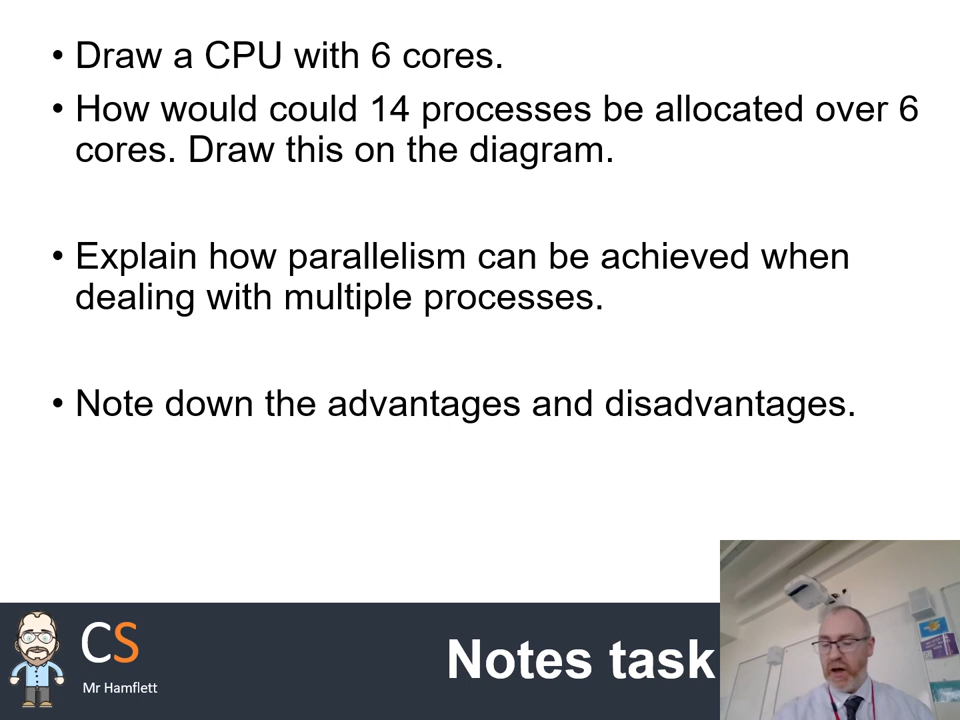 • Draw a CPU with 6 cores.
• How would could 14 processes be allocated over 6
cores. Draw this on the diagram.
• Explain how parallelism can be achieved when
dealing with multiple processes.
• Note down the advantages and disadvantages.
CS
Mr Hamflett
Notes task